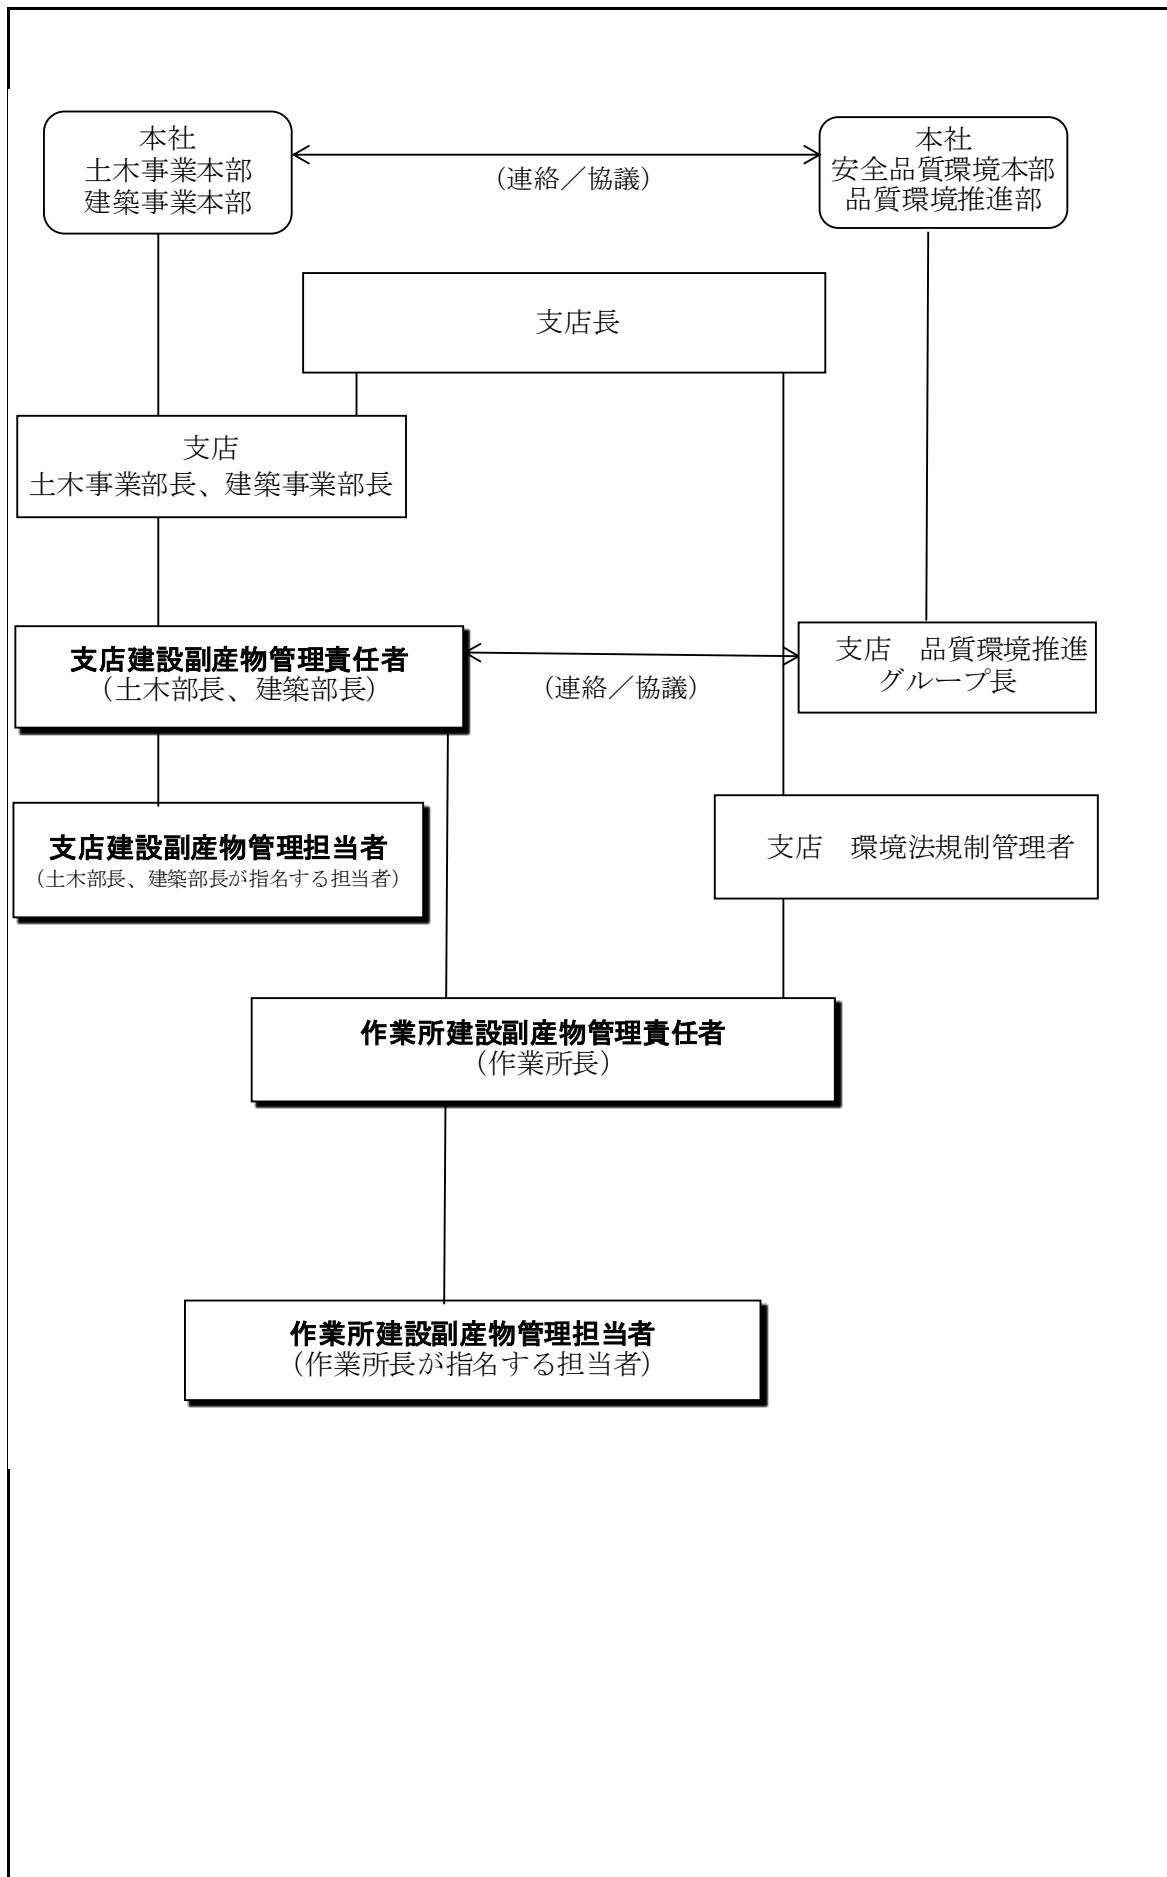 本社
土木事業本部
建築事業本部
（連絡／協議）
本社
安全品質環境本部
品質環境推進部
支店長
支店
土木事業部長、建築事業部長
支店建設副産物管理責任者
（土木部長、建築部長）
（連絡／協議）
支店　品質環境推進
グループ長
支店建設副産物管理担当者
（土木部長、建築部長が指名する担当者）
支店　環境法規制管理者
作業所建設副産物管理責任者
（作業所長）
作業所建設副産物管理担当者
（作業所長が指名する担当者）